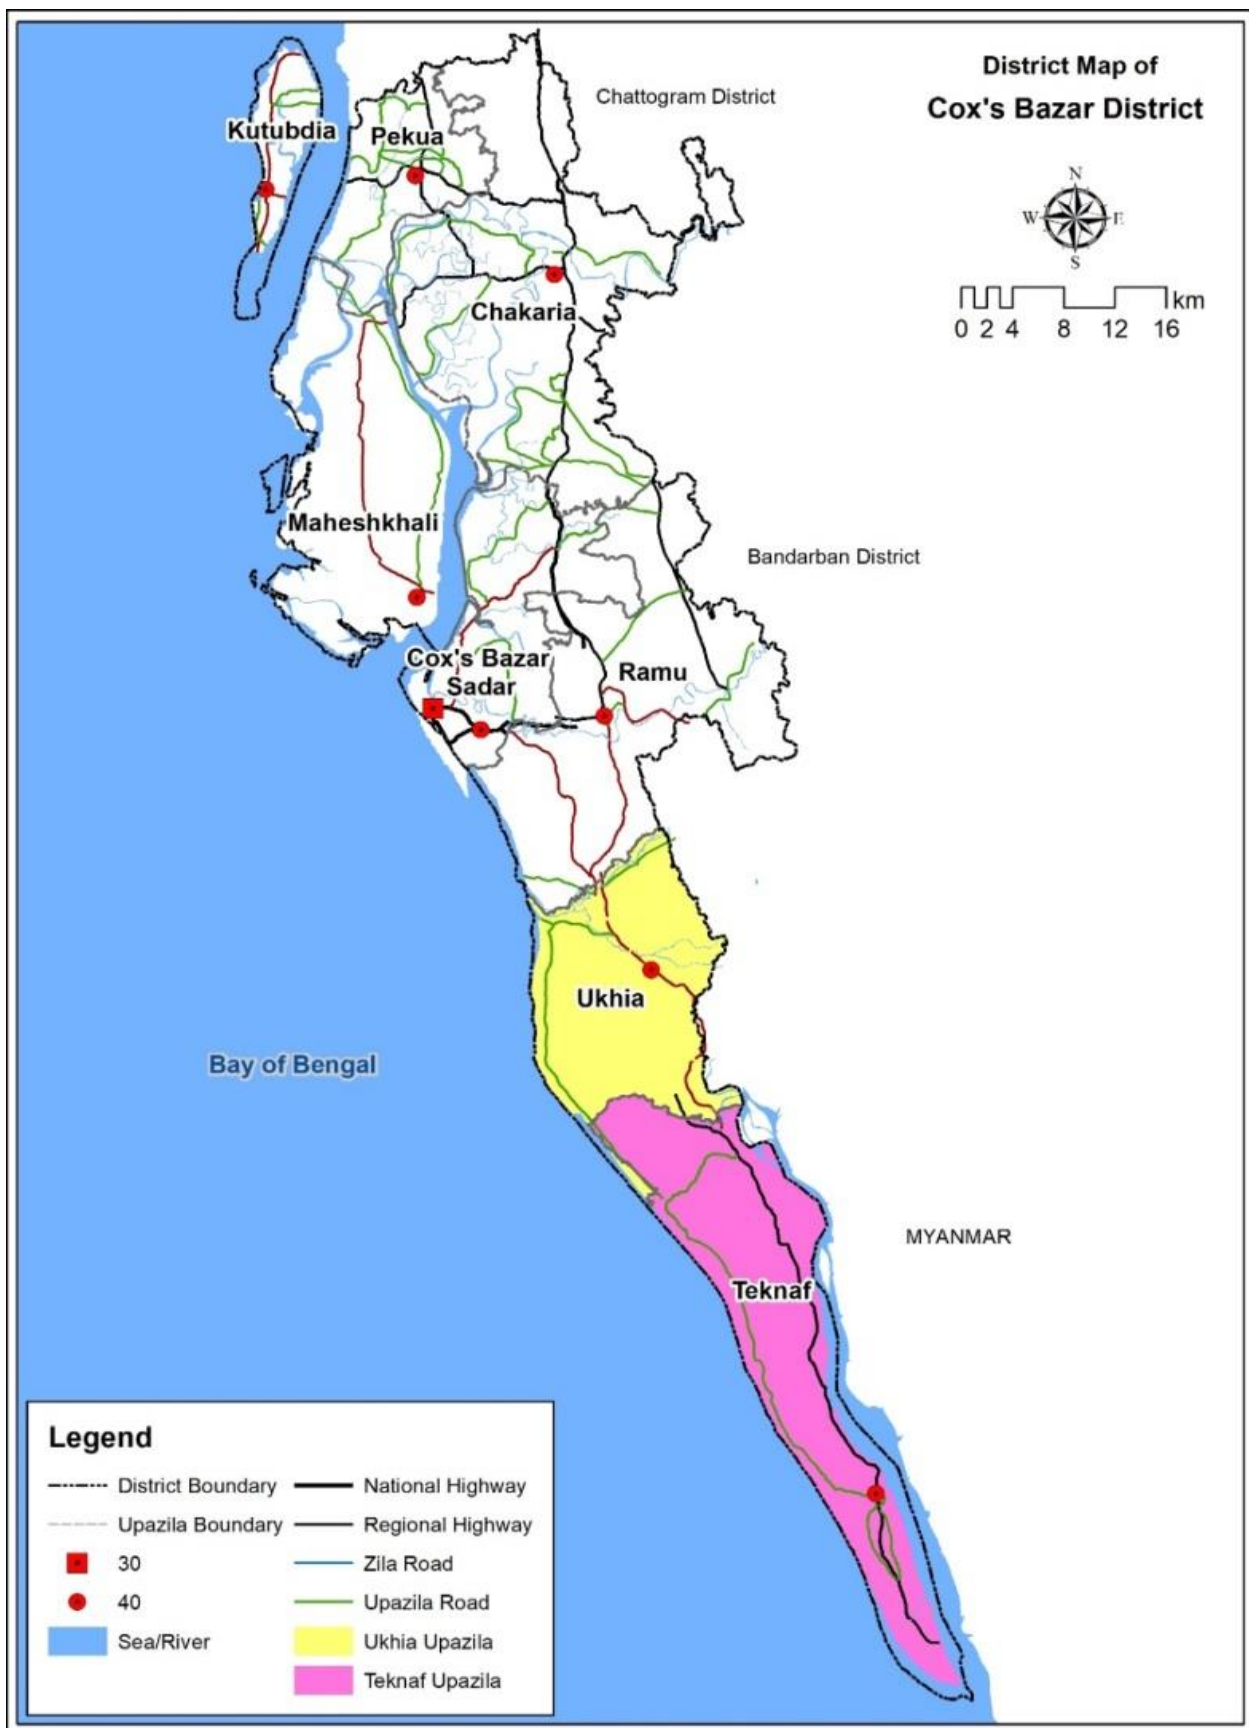 District Map of
Cox's Bazar District
Chattogram District
Kutubdia
Pekua
N
W E
S
km
0 2 4 8 12 16
Chakaria
Maheshkhali
Bandarban District
Cox's Bazar
Sadar
Ramu
Ukhia
Bay of Bengal
MYANMAR
Teknaf
Legend
District Boundary
Upazila Boundary
30
40
Sea/River
National Highway
Regional Highway
Zila Road
Upazila Road
Ukhia Upazila
Teknaf Upazila